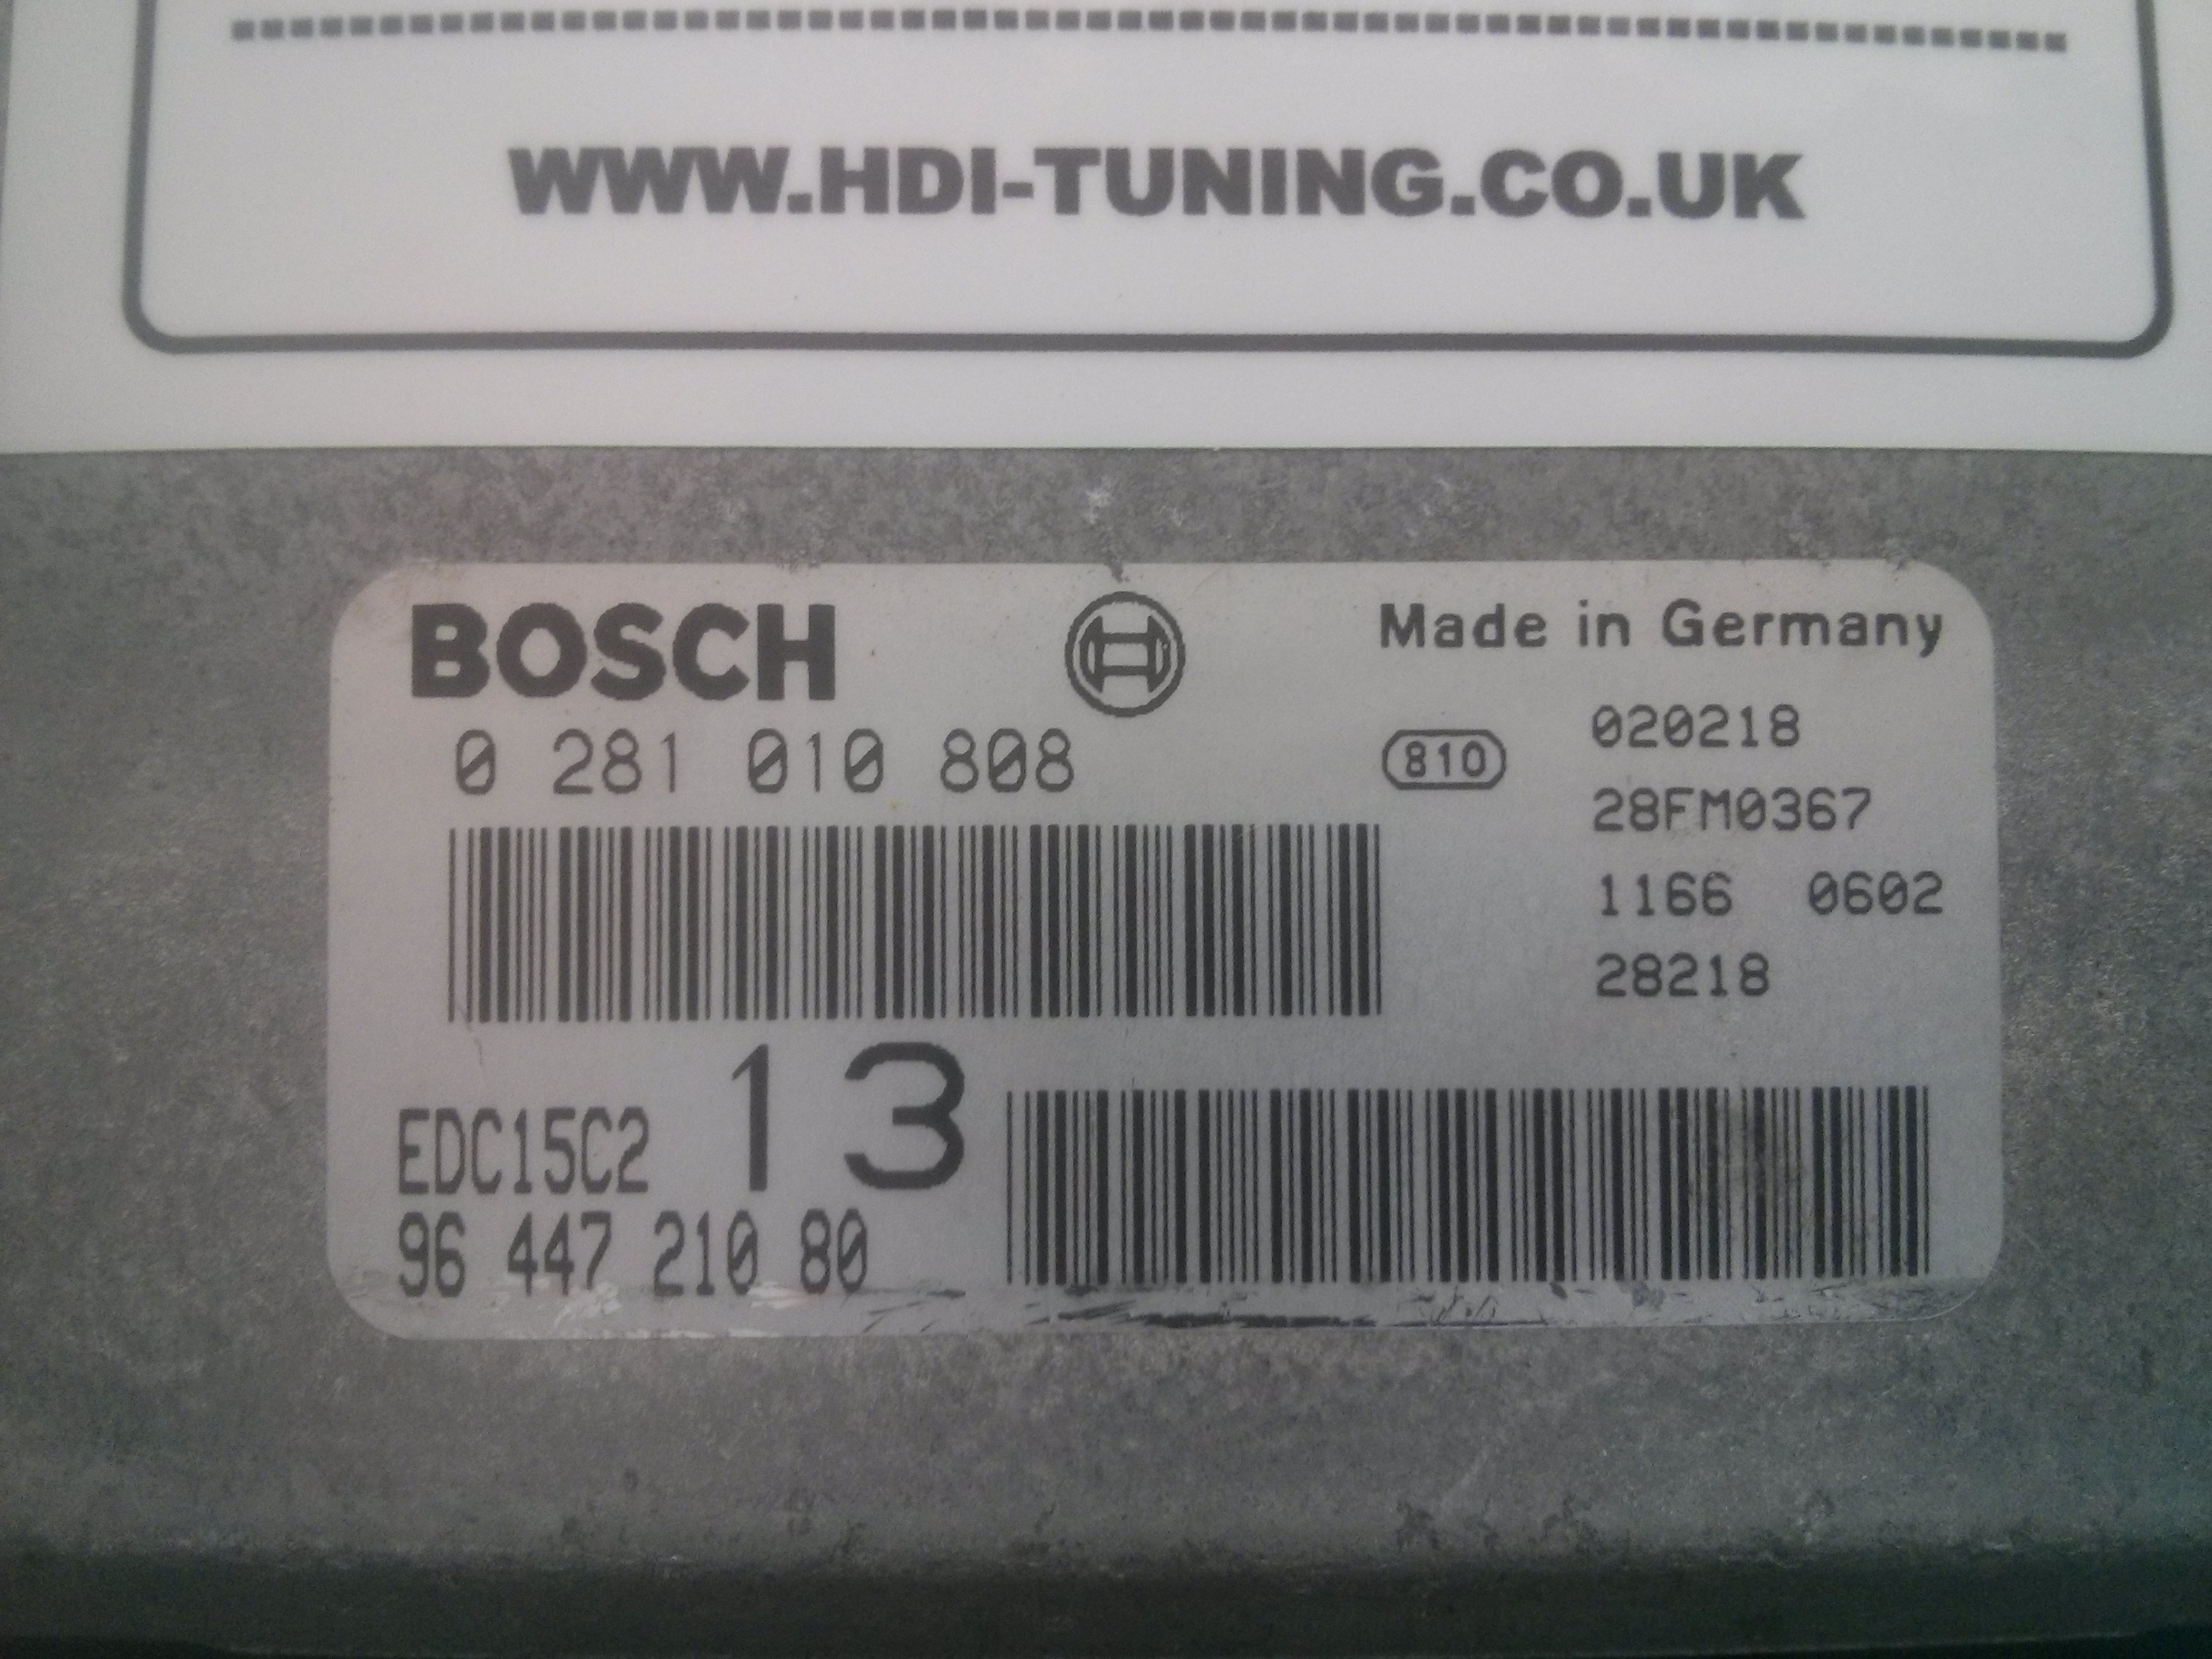 WWW.HDI-TUNING.CO.UK
BOSCH
Made in Germany
0 281 010 808
810
020218
28FM0367
1166 0602
28218
EDC15C2
13
96 447 210 80